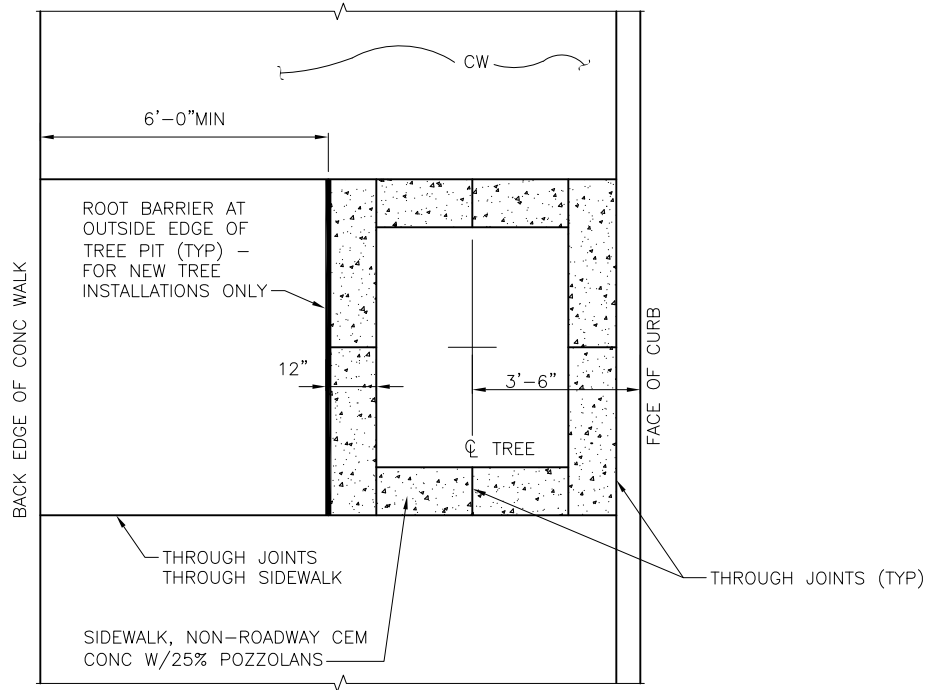 CW
6'-0"MIN
ROOT BARRIER AT
OUTSIDE EDGE OF
TREE PIT (TYP) –
FOR NEW TREE
INSTALLATIONS ONLY
BACK EDGE OF CONC WALK
12"
3'-6"
FACE OF CURB
℄ TREE
THROUGH JOINTS
THROUGH SIDEWALK
THROUGH JOINTS (TYP)
SIDEWALK, NON-ROADWAY CEM
CONC W/25% POZZOLANS